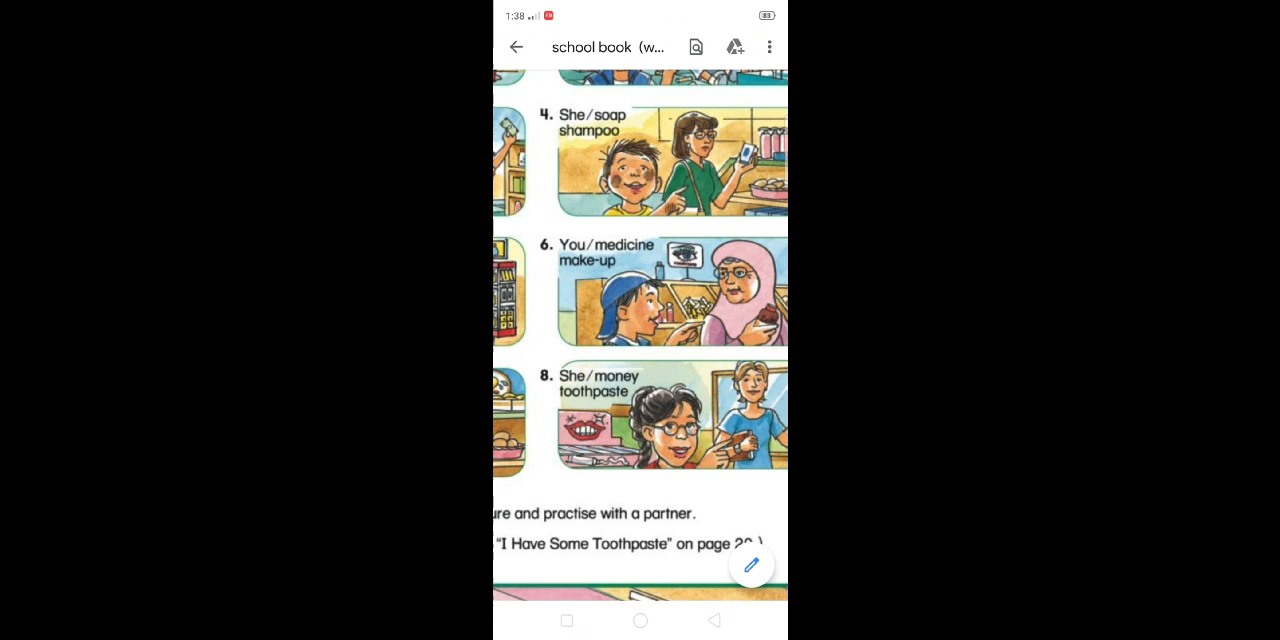 1:38
83
school book (w...
4. She/soap
shampoo
6. You/medicine
make-up
8. She/money
toothpaste
ure and practise with a partner.
"I Have Some Toothpaste" on page